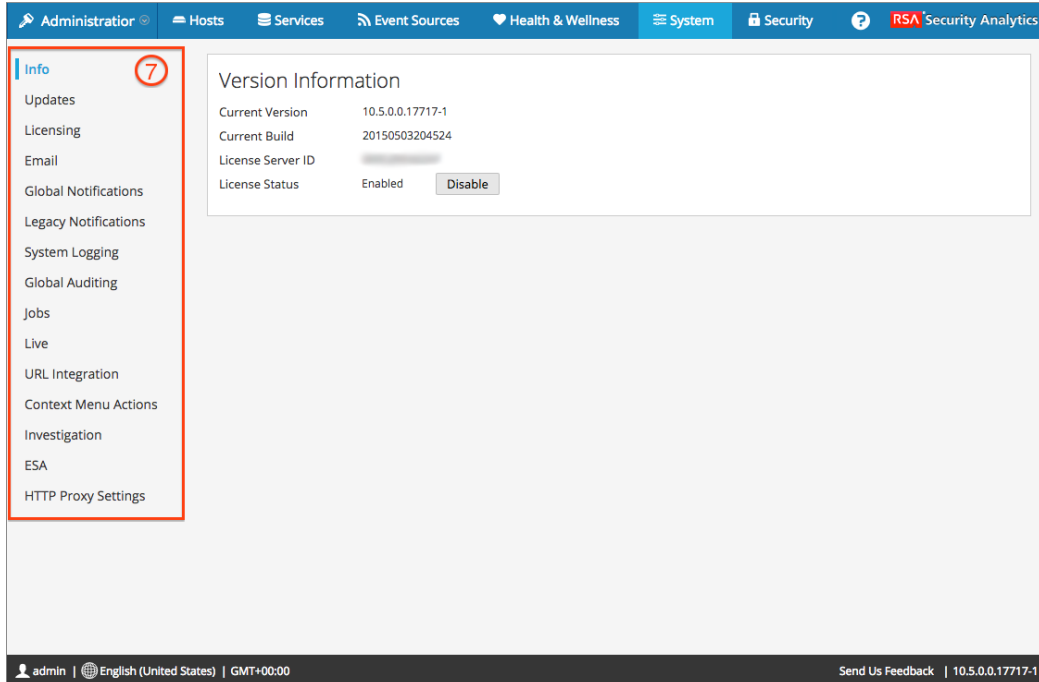 Administratior Hosts Services Event Sources Health & Wellness System Security ? RSA Security Analytics
Info
7
Updates
Licensing
Email
Global Notifications
Legacy Notifications
System Logging
Global Auditing
Jobs
Live
URL Integration
Context Menu Actions
Investigation
ESA
HTTP Proxy Settings
Version Information
Current Version 10.5.0.0.17717-1
Current Build 20150503204524
License Server ID
License Status Enabled Disable
admin | English (United States) | GMT+00:00 Send Us Feedback | 10.5.0.0.17717-1